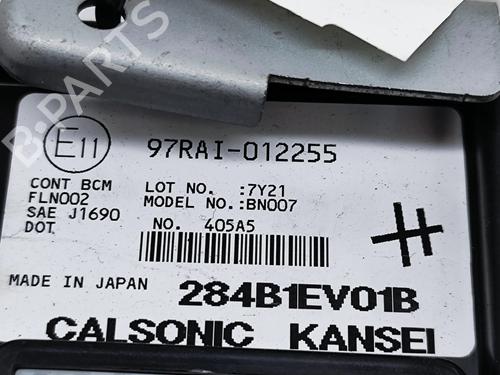 B-PARTS
E11
97RAI-012255
CONT BCM
FLN002
SAE J1690
DOT
LOT NO. :7Y21
MODEL NO.:BN007
NO. 405A5
MADE IN JAPAN
284B1EV01B
CALSONIC KANSEI